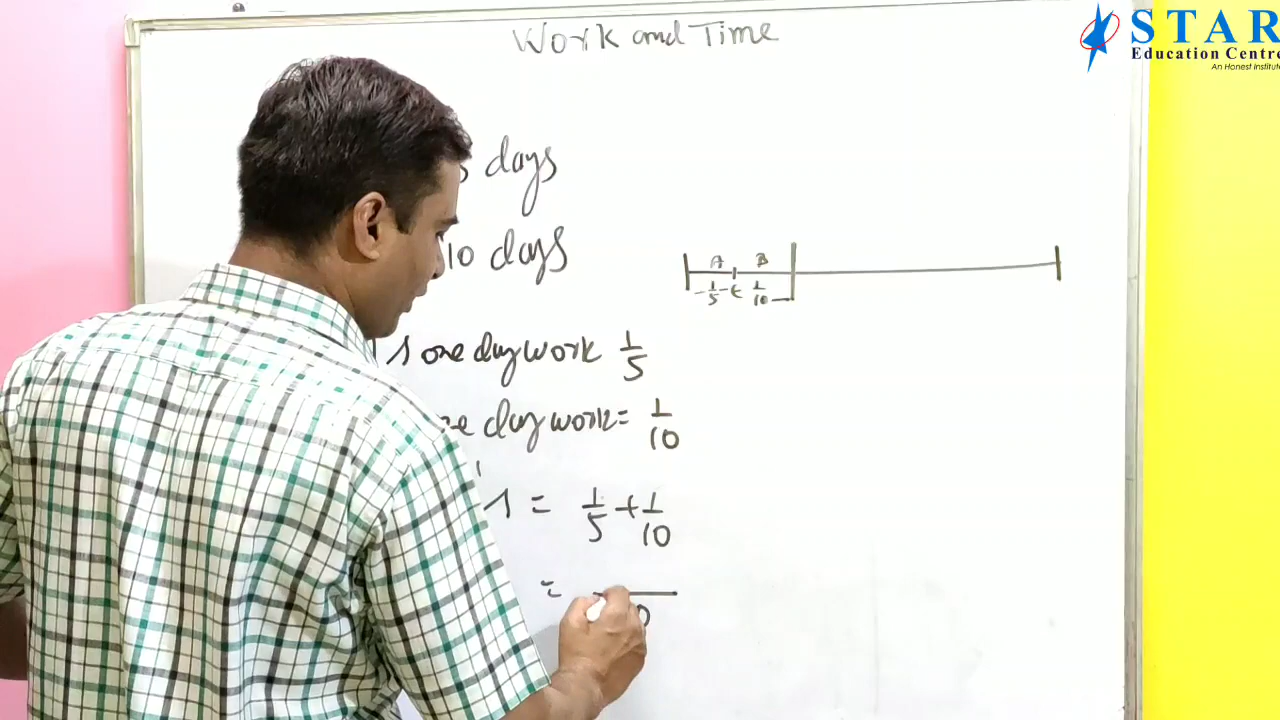 Work and Time
STAR
Education Centre
An Honest Institute
days
10 days
A B
1/5 1/10
one day work 1/5
day work = 1/10
= 1/5 + 1/10
=